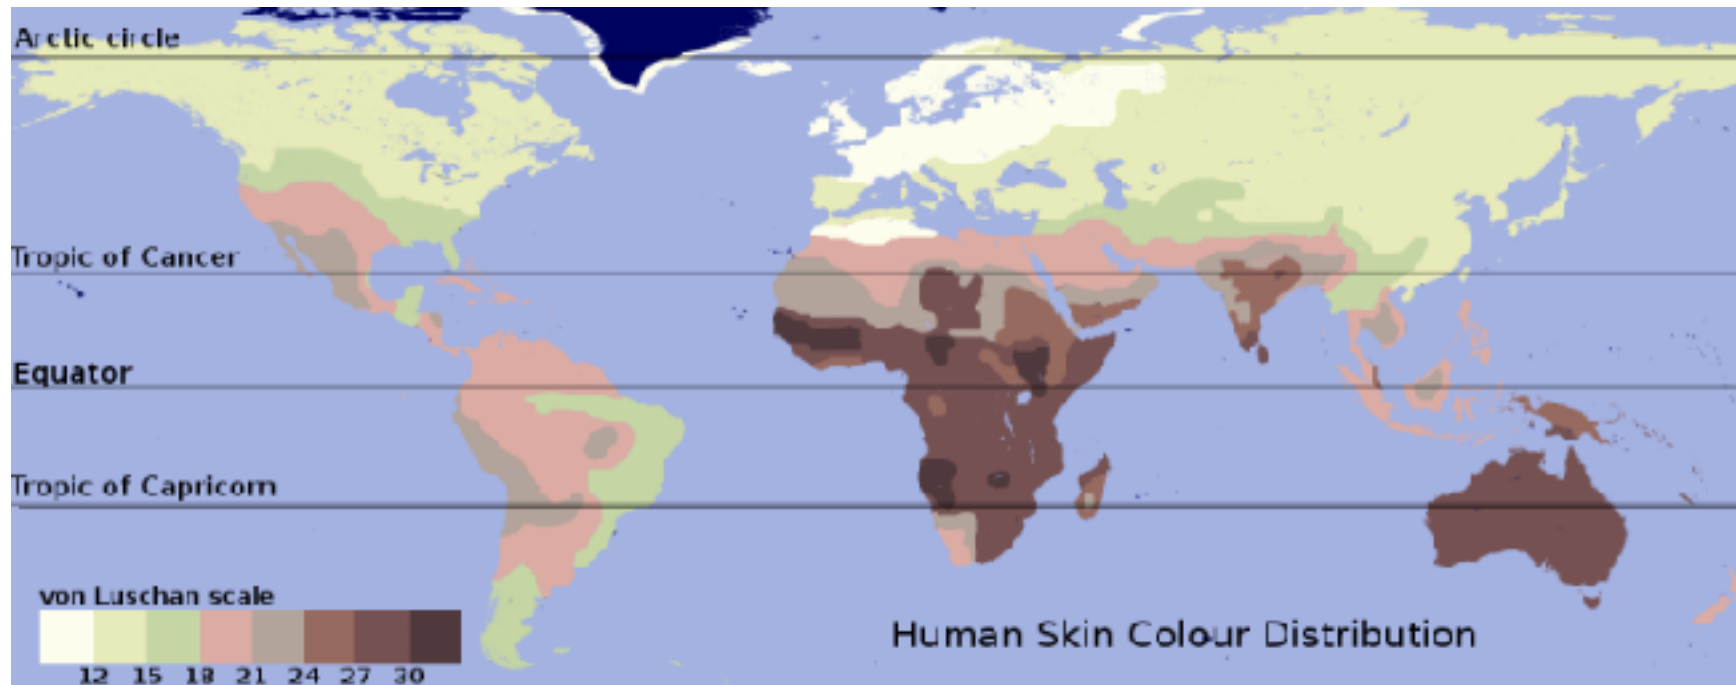 Arctic circle
Tropic of Cancer
Equator
Tropic of Capricorn
von Luschan scale
12 15 18 21 24 27 30
Human Skin Colour Distribution